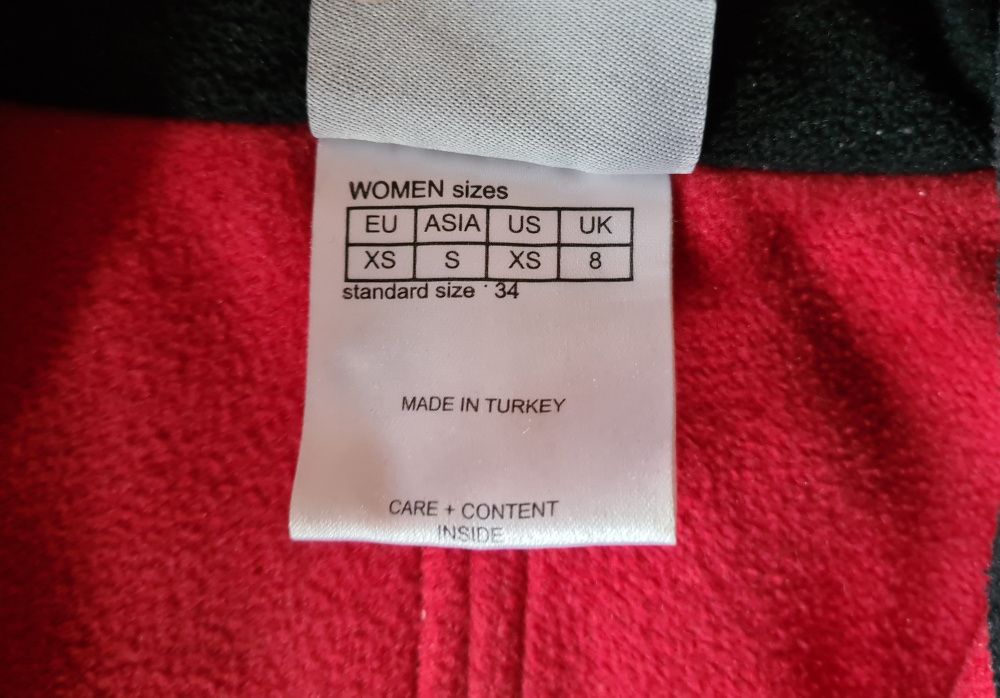 WOMEN sizes
EU ASIA US UK
XS S XS 8
standard size : 34
MADE IN TURKEY
CARE + CONTENT
INSIDE